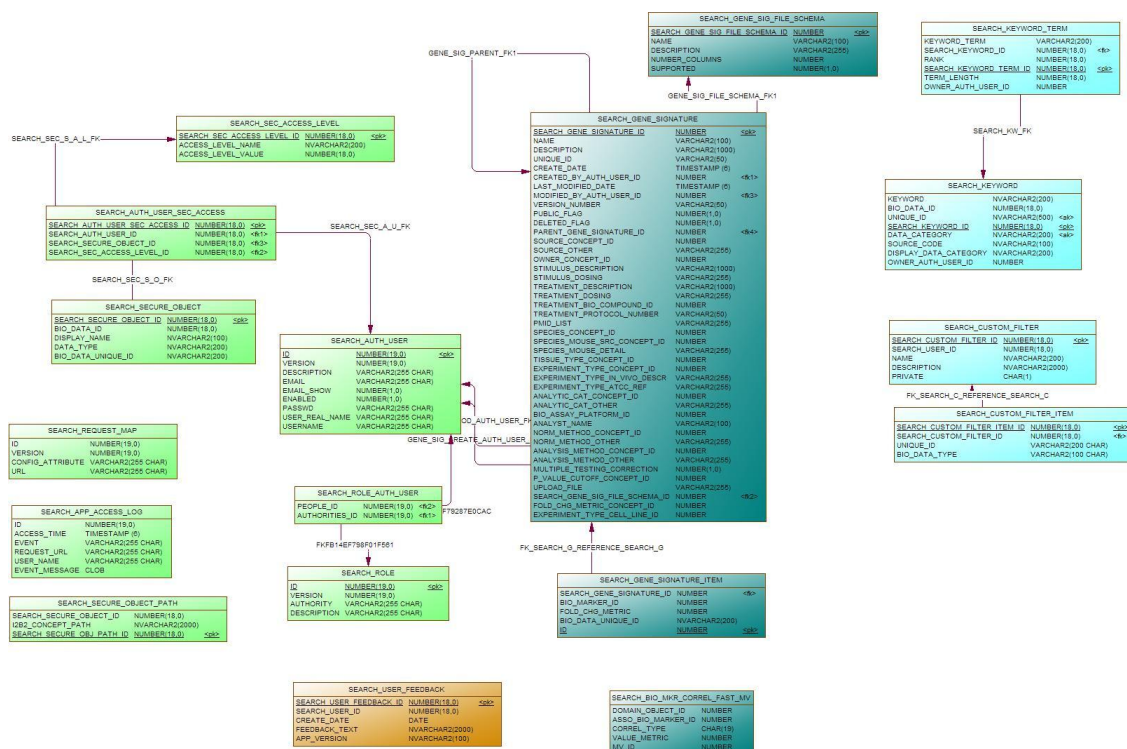 SEARCH_GENE_SIG_FILE_SCHEMA
SEARCH_GENE_SIG_FILE_SCHEMA_ID NUMBER <pk>
NAME VARCHAR2(100)
DESCRIPTION VARCHAR2(255)
NUMBER_COLUMNS NUMBER
SUPPORTED NUMBER(1,0)
SEARCH_KEYWORD_TERM
KEYWORD_TERM VARCHAR2(200)
SEARCH_KEYWORD_ID NUMBER(18,0) <fk>
RANK NUMBER(18,0)
SEARCH_KEYWORD_TERM_ID NUMBER(18,0) <pk>
TERM_LENGTH NUMBER(18,0)
OWNER_AUTH_USER_ID NUMBER
GENE_SIG_PARENT_FK1
GENE_SIG_FILE_SCHEMA_FK1
SEARCH_KW_FK
SEARCH_SEC_S_A_L_FK
SEARCH_SEC_ACCESS_LEVEL
SEARCH_SEC_ACCESS_LEVEL_ID NUMBER(18,0) <pk>
ACCESS_LEVEL_NAME NVARCHAR2(200)
ACCESS_LEVEL_VALUE NUMBER(18,0)
SEARCH_GENE_SIGNATURE
SEARCH_GENE_SIGNATURE_ID NUMBER <pk>
NAME VARCHAR2(100)
DESCRIPTION VARCHAR2(1000)
UNIQUE_ID VARCHAR2(50)
CREATE_DATE TIMESTAMP (6)
CREATED_BY_AUTH_USER_ID NUMBER <fk1>
LAST_MODIFIED_DATE TIMESTAMP (6)
MODIFIED_BY_AUTH_USER_ID NUMBER <fk3>
VERSION_NUMBER VARCHAR2(50)
PUBLIC_FLAG NUMBER(1,0)
DELETED_FLAG NUMBER(1,0)
PARENT_GENE_SIGNATURE_ID NUMBER <fk4>
SOURCE_CONCEPT_ID NUMBER
SOURCE_OTHER VARCHAR2(255)
OWNER_CONCEPT_ID NUMBER
STIMULUS_DESCRIPTION VARCHAR2(1000)
STIMULUS_DOSING VARCHAR2(255)
TREATMENT_DESCRIPTION VARCHAR2(1000)
TREATMENT_DOSING VARCHAR2(255)
TREATMENT_BIO_COMPOUND_ID NUMBER
TREATMENT_PROTOCOL_NUMBER VARCHAR2(50)
PMID_LIST VARCHAR2(255)
SPECIES_CONCEPT_ID NUMBER
SPECIES_MOUSE_SRC_CONCEPT_ID NUMBER
SPECIES_MOUSE_DETAIL VARCHAR2(255)
TISSUE_TYPE_CONCEPT_ID NUMBER
EXPERIMENT_TYPE_CONCEPT_ID NUMBER
EXPERIMENT_TYPE_IN_VIVO_DESCR VARCHAR2(255)
EXPERIMENT_TYPE_ATCC_REF VARCHAR2(255)
ANALYTIC_CAT_CONCEPT_ID NUMBER
ANALYTIC_CAT_OTHER VARCHAR2(255)
BIO_ASSAY_PLATFORM_ID NUMBER
ANALYST_NAME VARCHAR2(100)
NORM_METHOD_CONCEPT_ID NUMBER
NORM_METHOD_OTHER VARCHAR2(255)
ANALYSIS_METHOD_CONCEPT_ID NUMBER
ANALYSIS_METHOD_OTHER VARCHAR2(255)
MULTIPLE_TESTING_CORRECTION NUMBER(1,0)
P_VALUE_CUTOFF_CONCEPT_ID NUMBER
UPLOAD_FILE VARCHAR2(255)
SEARCH_GENE_SIG_FILE_SCHEMA_ID NUMBER <fk2>
FOLD_CHG_METRIC_CONCEPT_ID NUMBER
EXPERIMENT_TYPE_CELL_LINE_ID NUMBER
SEARCH_KEYWORD
KEYWORD NVARCHAR2(200)
BIO_DATA_ID NUMBER(18,0)
UNIQUE_ID NVARCHAR2(500) <ak>
SEARCH_KEYWORD_ID NUMBER(18,0) <pk>
DATA_CATEGORY NVARCHAR2(200) <ak>
SOURCE_CODE NVARCHAR2(100)
DISPLAY_DATA_CATEGORY NVARCHAR2(200)
OWNER_AUTH_USER_ID NUMBER
SEARCH_AUTH_USER_SEC_ACCESS
SEARCH_AUTH_USER_SEC_ACCESS_ID NUMBER(18,0) <pk>
SEARCH_AUTH_USER_ID NUMBER(18,0) <fk1>
SEARCH_SECURE_OBJECT_ID NUMBER(18,0) <fk3>
SEARCH_SEC_ACCESS_LEVEL_ID NUMBER(18,0) <fk2>
SEARCH_SEC_A_U_FK
SEARCH_SEC_S_O_FK
SEARCH_SECURE_OBJECT
SEARCH_SECURE_OBJECT_ID NUMBER(18,0) <pk>
BIO_DATA_ID NUMBER(18,0)
DISPLAY_NAME NVARCHAR2(100)
DATA_TYPE NVARCHAR2(200)
BIO_DATA_UNIQUE_ID NVARCHAR2(200)
SEARCH_AUTH_USER
ID NUMBER(19,0) <pk>
VERSION NUMBER(19,0)
DESCRIPTION VARCHAR2(255 CHAR)
EMAIL VARCHAR2(255 CHAR)
EMAIL_SHOW NUMBER(1,0)
ENABLED NUMBER(1,0)
PASSWD VARCHAR2(255 CHAR)
USER_REAL_NAME VARCHAR2(255 CHAR)
USERNAME VARCHAR2(255 CHAR)
OD_AUTH_USER_FK
GENE_SIG_CREATE_AUTH_USER_
SEARCH_CUSTOM_FILTER
SEARCH_CUSTOM_FILTER_ID NUMBER(18,0) <pk>
SEARCH_USER_ID NUMBER(18,0)
NAME NVARCHAR2(200)
DESCRIPTION NVARCHAR2(2000)
PRIVATE CHAR(1)
FK_SEARCH_C_REFERENCE_SEARCH_C
SEARCH_CUSTOM_FILTER_ITEM
SEARCH_CUSTOM_FILTER_ITEM_ID NUMBER(18,0) <pk>
SEARCH_CUSTOM_FILTER_ID NUMBER(18,0) <fk>
UNIQUE_ID VARCHAR2(200 CHAR)
BIO_DATA_TYPE VARCHAR2(100 CHAR)
SEARCH_REQUEST_MAP
ID NUMBER(19,0)
VERSION NUMBER(19,0)
CONFIG_ATTRIBUTE VARCHAR2(255 CHAR)
URL VARCHAR2(255 CHAR)
SEARCH_ROLE_AUTH_USER
PEOPLE_ID NUMBER(19,0) <fk2>
AUTHORITIES_ID NUMBER(19,0) <fk1>
F79287E0CAC
FKFB14EF798F01F561
SEARCH_APP_ACCESS_LOG
ID NUMBER(19,0)
ACCESS_TIME TIMESTAMP (6)
EVENT VARCHAR2(255 CHAR)
REQUEST_URL VARCHAR2(255 CHAR)
USER_NAME VARCHAR2(255 CHAR)
EVENT_MESSAGE CLOB
FK_SEARCH_G_REFERENCE_SEARCH_G
SEARCH_ROLE
ID NUMBER(19,0) <pk>
VERSION NUMBER(19,0)
AUTHORITY VARCHAR2(255 CHAR)
DESCRIPTION VARCHAR2(255 CHAR)
SEARCH_GENE_SIGNATURE_ITEM
SEARCH_GENE_SIGNATURE_ID NUMBER <fk>
BIO_MARKER_ID NUMBER
FOLD_CHG_METRIC NUMBER
BIO_DATA_UNIQUE_ID NVARCHAR2(200)
ID NUMBER <pk>
SEARCH_SECURE_OBJECT_PATH
SEARCH_SECURE_OBJECT_ID NUMBER(18,0)
I2B2_CONCEPT_PATH NVARCHAR2(2000)
SEARCH_SECURE_OBJ_PATH_ID NUMBER(18,0) <pk>
SEARCH_USER_FEEDBACK
SEARCH_USER_FEEDBACK_ID NUMBER(18,0) <pk>
SEARCH_USER_ID NUMBER(18,0)
CREATE_DATE DATE
FEEDBACK_TEXT NVARCHAR2(2000)
APP_VERSION NVARCHAR2(100)
SEARCH_BIO_MKR_CORREL_FAST_MV
DOMAIN_OBJECT_ID NUMBER
ASSO_BIO_MARKER_ID NUMBER
CORREL_TYPE CHAR(19)
VALUE_METRIC NUMBER
MV_ID NUMBER